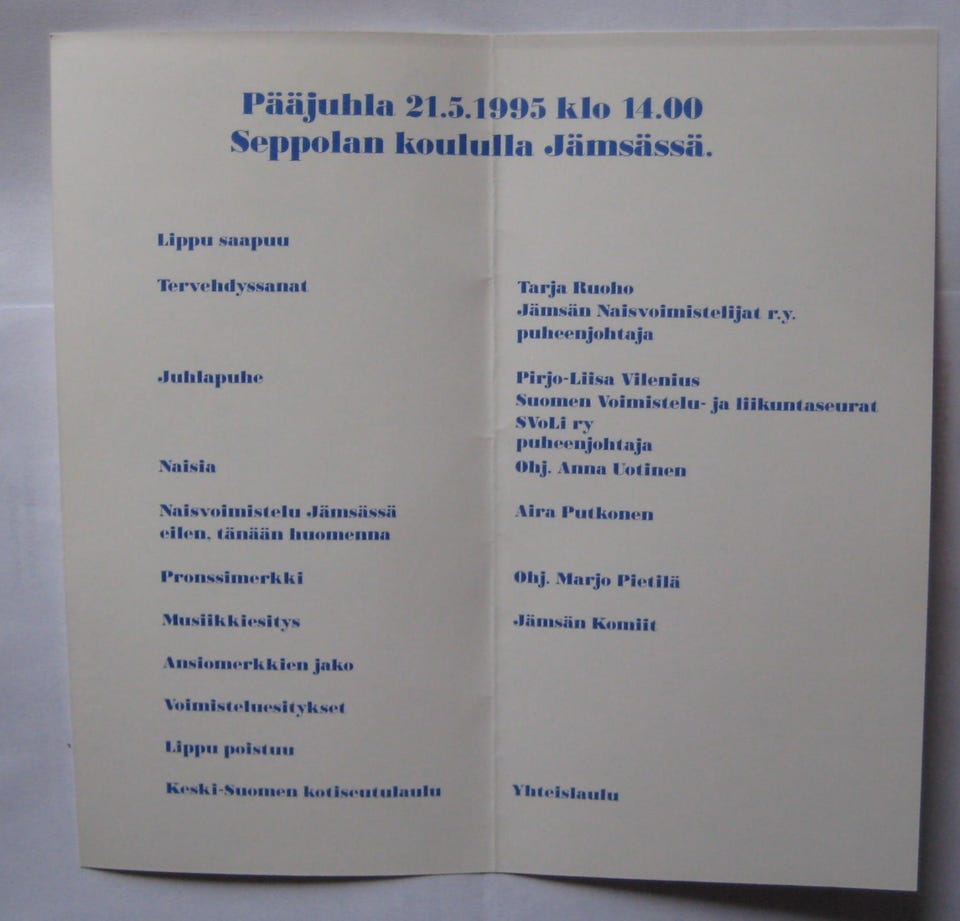 Pääjuhla 21.5.1995 klo 14.00
Seppolan koululla Jämsässä.
Lippu saapuu
Tervehdyssanat
Tarja Ruoho
Jämsän Naisvoimistelijat r.y.
puheenjohtaja
Juhlapuhe
Pirjo-Liisa Vilenius
Suomen Voimistelu- ja liikuntaseurat
SVoLi ry
puheenjohtaja
Naisia
Ohj. Anna Uotinen
Naisvoimistelu Jämsässä
eilen, tänään huomenna
Aira Putkonen
Pronssimerkki
Ohj. Marjo Pietilä
Musiikkiesitys
Jämsän Komiit
Ansiomerkkien jako
Voimisteluesitykset
Lippu poistuu
Keski-Suomen kotiseutulaulu
Yhteislaulu